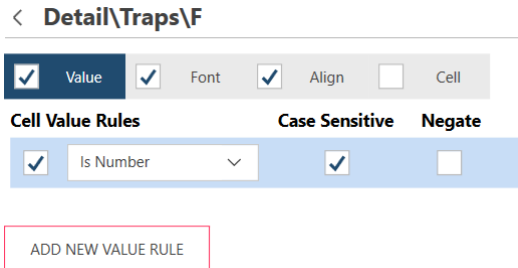 Detail\Traps\F
Value Font Align Cell
Cell Value Rules Case Sensitive Negate
Is Number
ADD NEW VALUE RULE